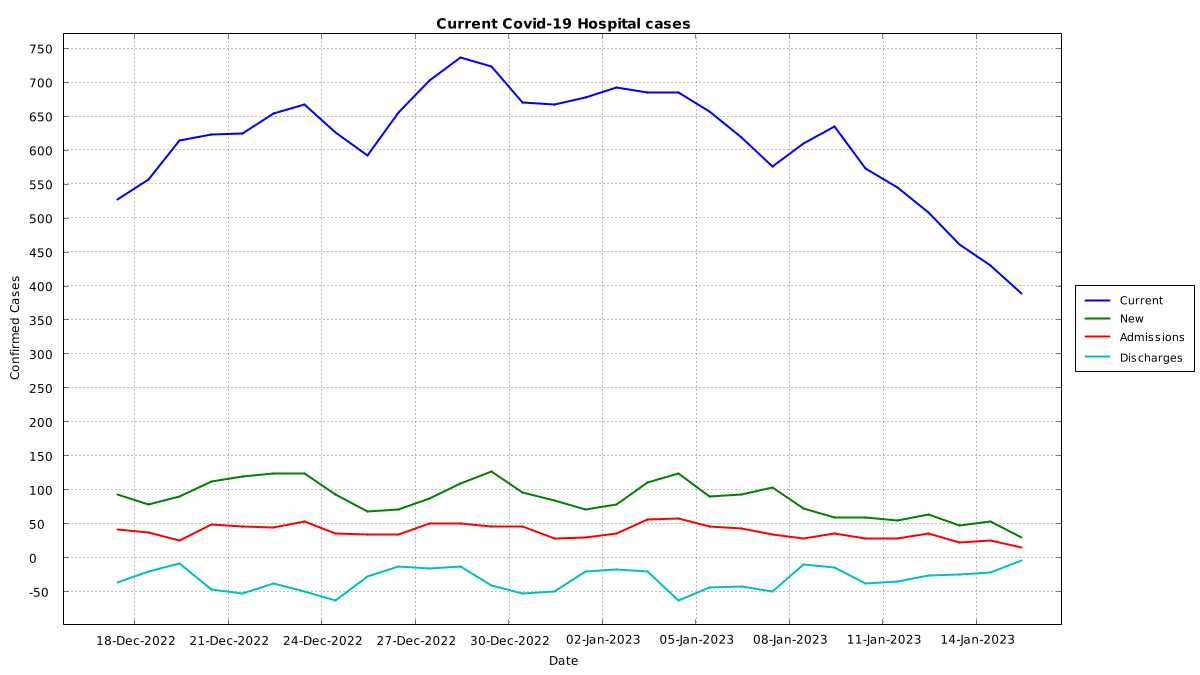 Current Covid-19 Hospital cases
750
700
650
600
550
500
450
400
350
300
250
200
150
100
50
0
-50
Confirmed Cases
18-Dec-2022 21-Dec-2022 24-Dec-2022 27-Dec-2022 30-Dec-2022 02-Jan-2023 05-Jan-2023 08-Jan-2023 11-Jan-2023 14-Jan-2023
Date
Current
New
Admissions
Discharges